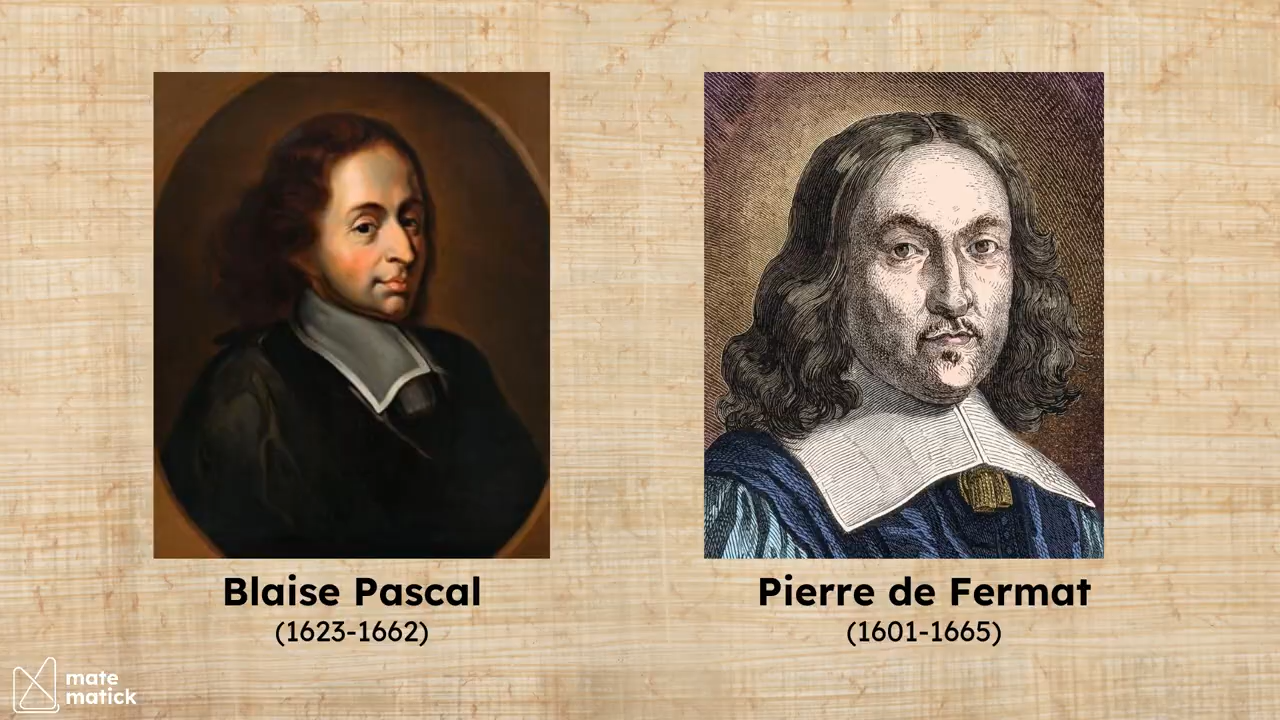 Blaise Pascal
(1623-1662)
Pierre de Fermat
(1601-1665)
mate
matick